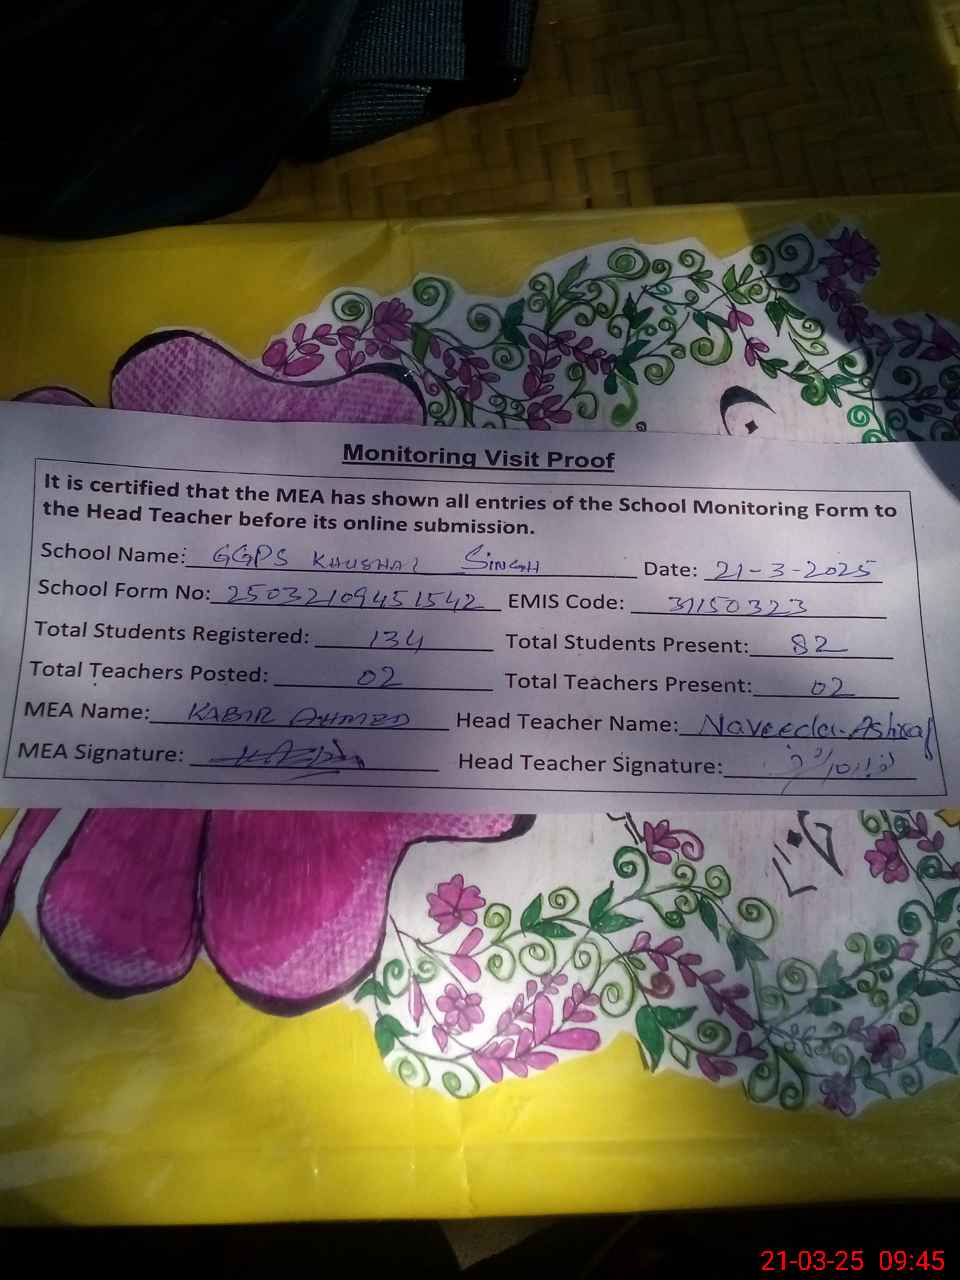 Monitoring Visit Proof
It is certified that the MEA has shown all entries of the School Monitoring Form to
the Head Teacher before its online submission.
School Name: GGPS KHUSHAL SINGH Date: 21-3-2025
School Form No: 25032109451542 EMIS Code: 31150323
Total Students Registered: 134 Total Students Present: 82
Total Teachers Posted: 02 Total Teachers Present: 02
MEA Name: KABIR AHMED Head Teacher Name: Naveeda Ashraf
MEA Signature: Head Teacher Signature:
21-03-25 09:45